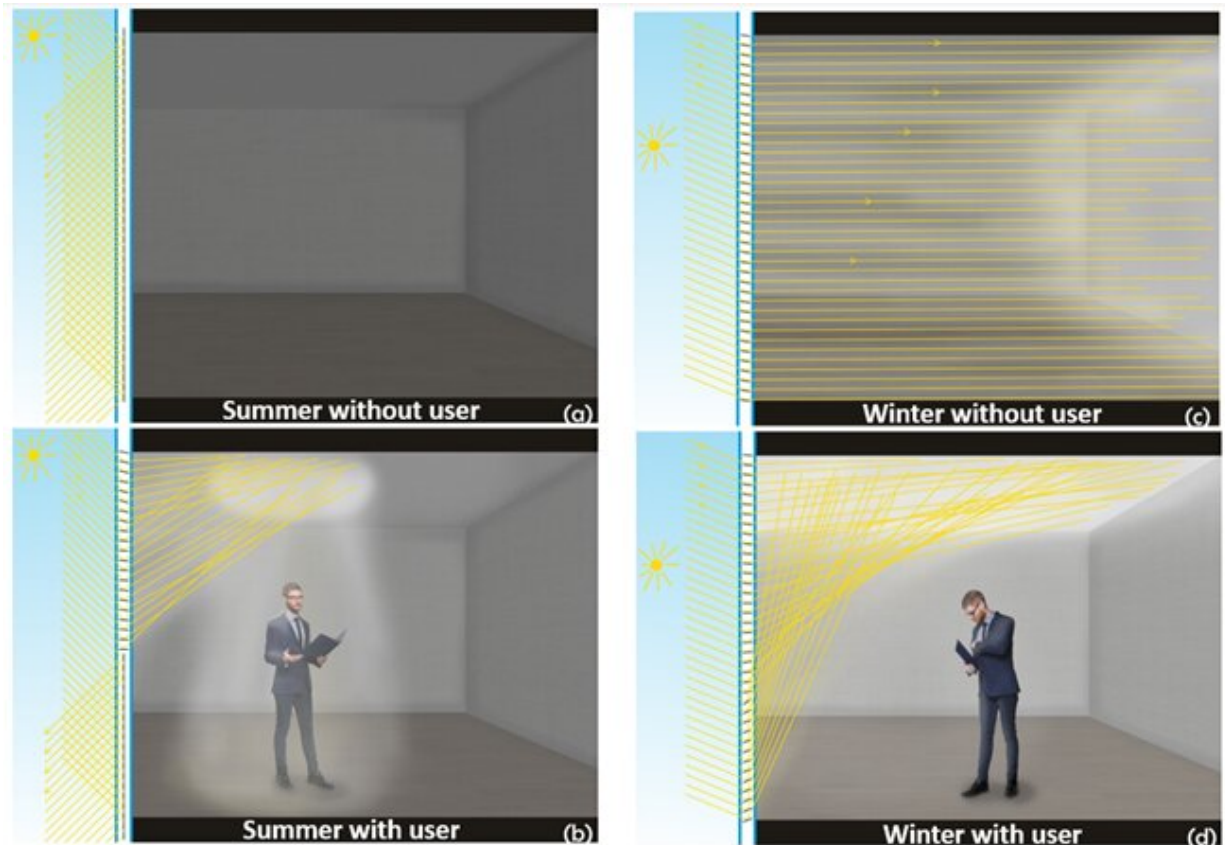 Summer without user
(a)
Winter without user
(c)
Summer with user
(b)
Winter with user
(d)